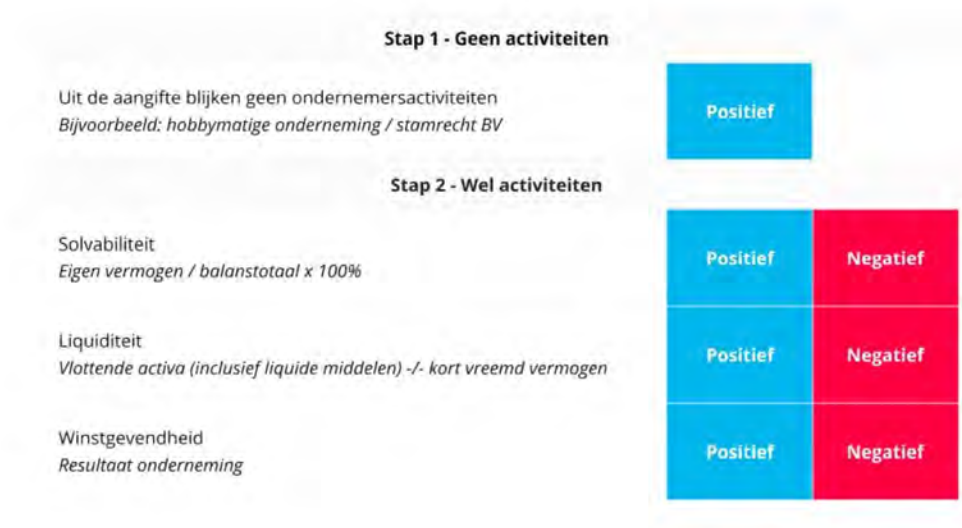 Stap 1 - Geen activiteiten
Uit de aangifte blijken geen ondernemersactiviteiten
Bijvoorbeeld: hobbymatige onderneming / stamrecht BV
Positief
Stap 2 - Wel activiteiten
Solvabiliteit
Eigen vermogen / balanstotaal x 100%
Positief
Negatief
Liquiditeit
Vlottende activa (inclusief liquide middelen) -/- kort vreemd vermogen
Positief
Negatief
Winstgevendheid
Resultaat onderneming
Positief
Negatief